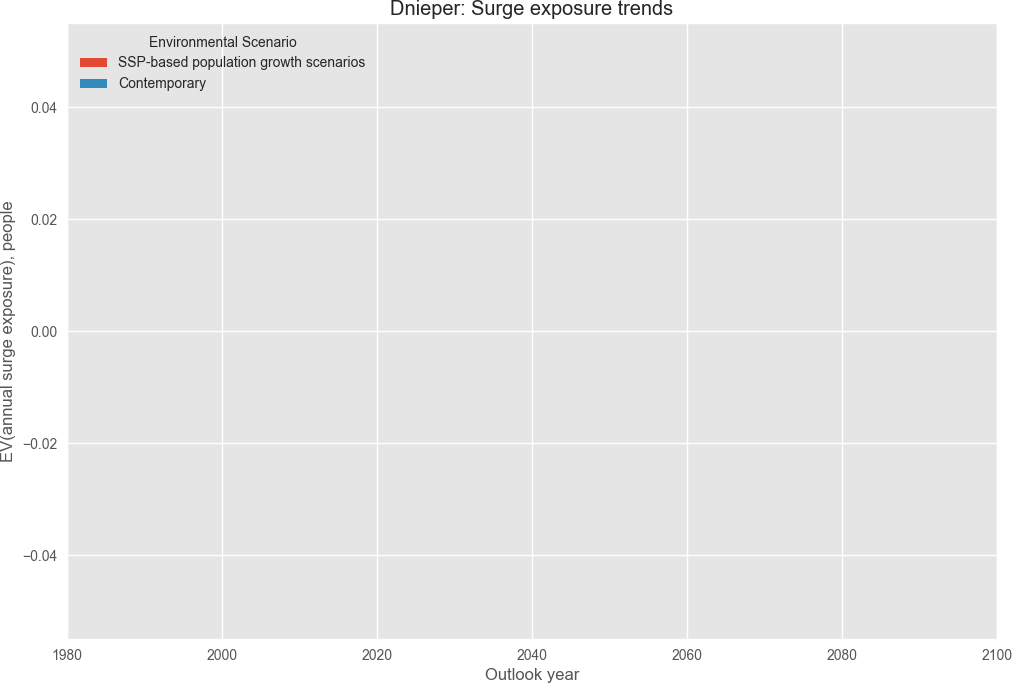 Dnieper: Surge exposure trends
Environmental Scenario
SSP-based population growth scenarios
Contemporary
EV(annual surge exposure), people
0.04
0.02
0.00
−0.02
−0.04
1980 2000 2020 2040 2060 2080 2100
Outlook year